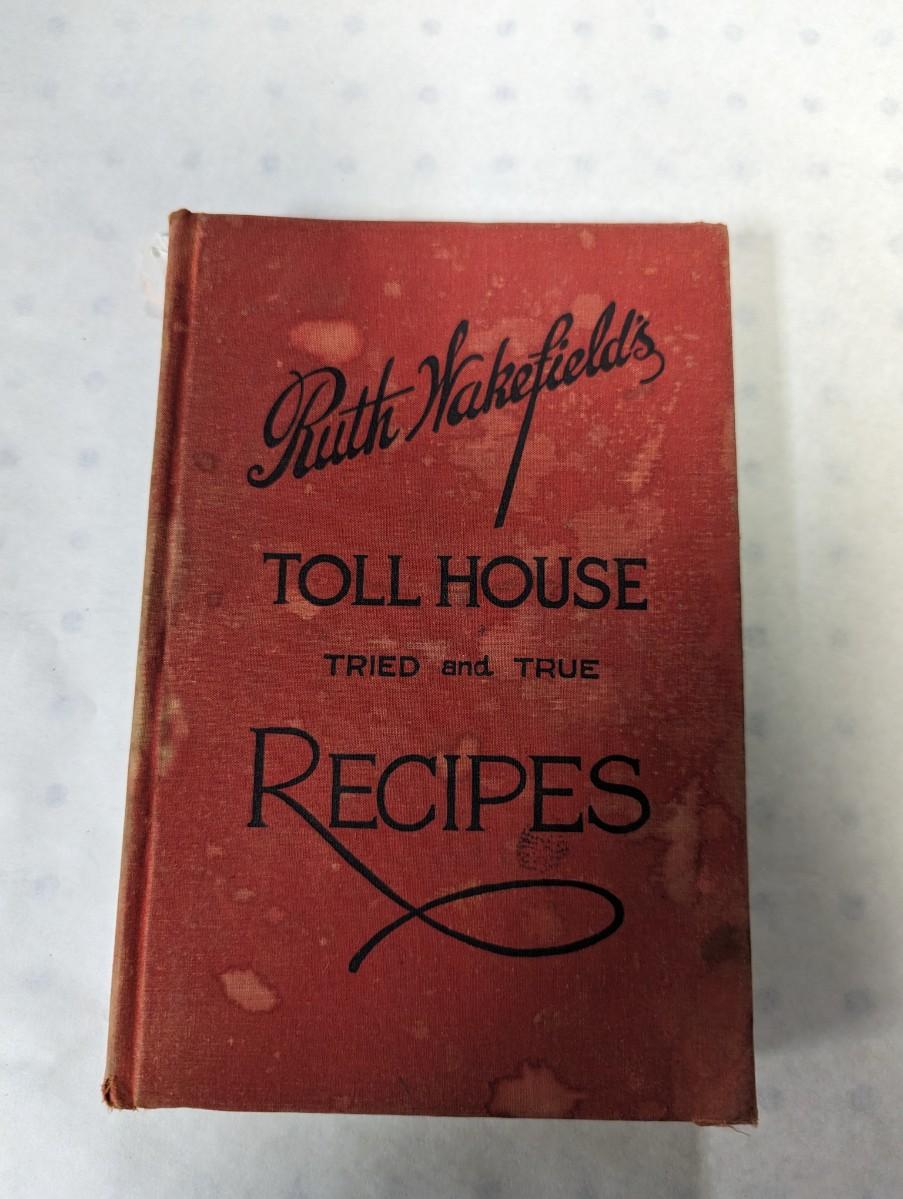 Ruth Wakefield's
TOLL HOUSE
TRIED and TRUE
RECIPES